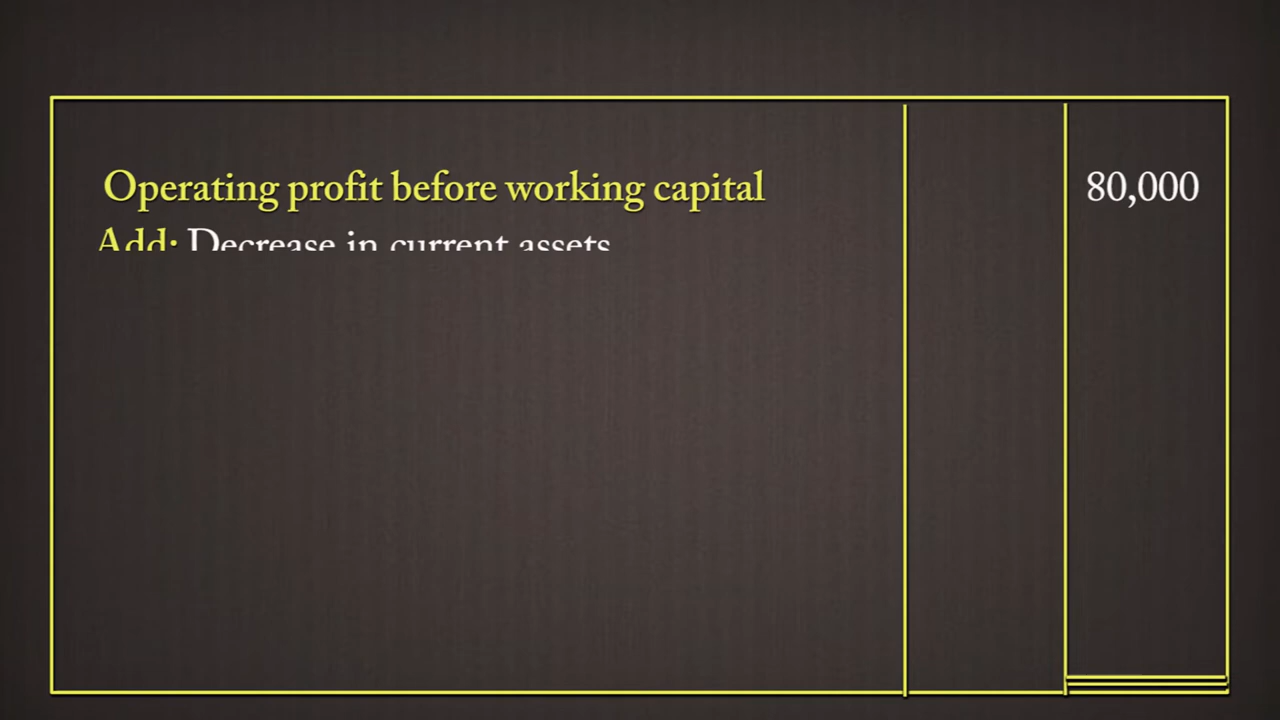 Operating profit before working capital 80,000
Add: Decrease in current assets